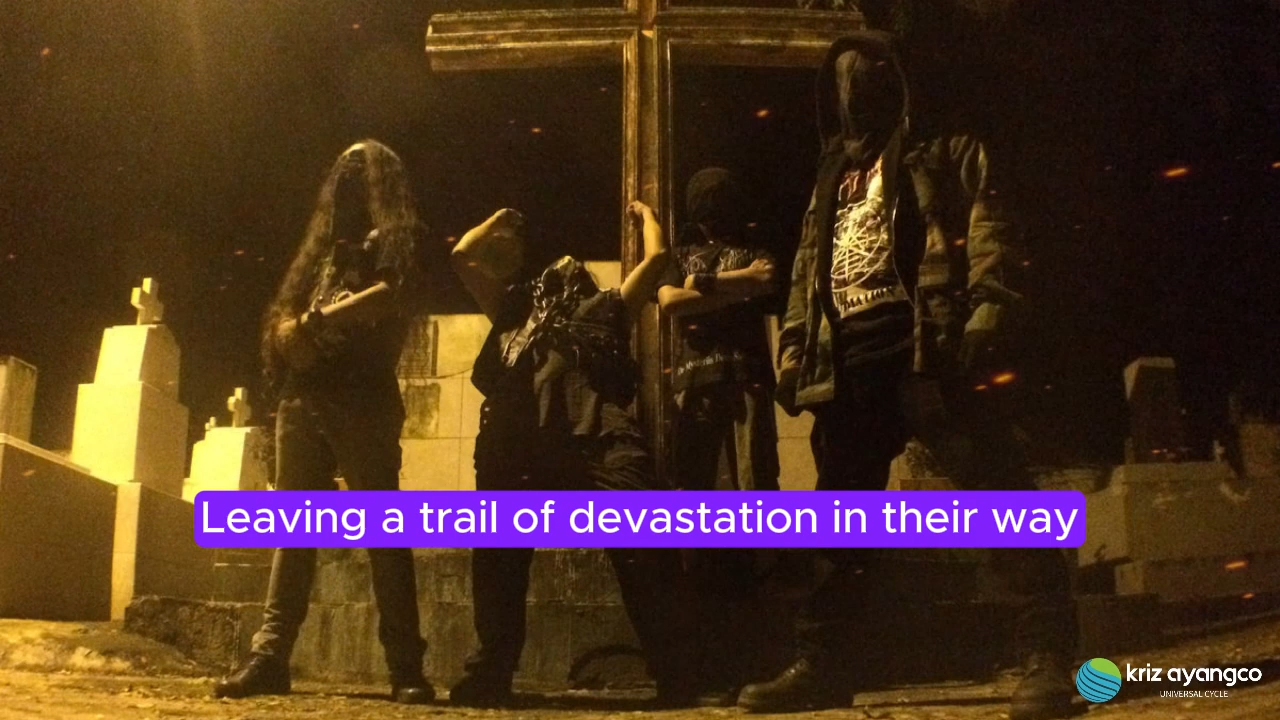 Leaving a trail of devastation in their way
kriz ayangco
UNIVERSAL CYCLE